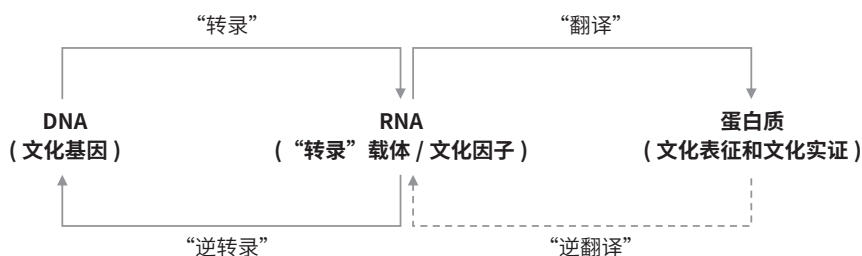 “转录”
“翻译”
DNA
( 文化基因 )
RNA
( “转录” 载体 / 文化因子 )
蛋白质
( 文化表征和文化实证 )
“逆转录”
“逆翻译”